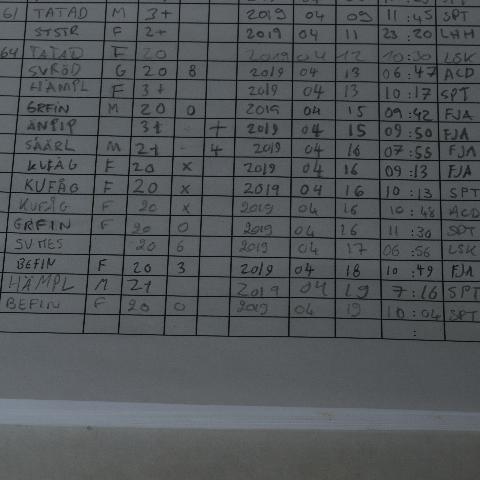 61 TATAD M 3+ 2019 04 09 11:45 SPT
STSTR F 2+ 2019 04 11 23:20 LHH
64 TATAD F 20 2019 04 12 10:30 LSK
SVRÖD G 20 8 2019 04 13 06:47 ACD
HÄMPL F 3+ 2019 04 13 10:17 SPT
GRFIN M 20 0 2019 04 15 09:42 FJA
ÄNPIP 3+ + 2019 04 15 09:50 FJA
SAÄRL M 2+ - 4 2019 04 16 07:55 FJA
KUFÅG F 20 x 2019 04 16 09:13 FJA
KUFÅG F 20 x 2019 04 16 10:13 SPT
KUFÅG F 20 x 2019 04 16 10:48 ACD
GRFIN F 20 0 2019 04 16 11:30 SPT
SVMES 20 6 2019 04 17 06:56 LSK
BEFIN F 20 3 2019 04 18 10:49 FJA
HÄMPL M 2+ 2019 04 19 7:16 SPT
BEFIN F 20 0 2019 04 19 10:04 SPT
: